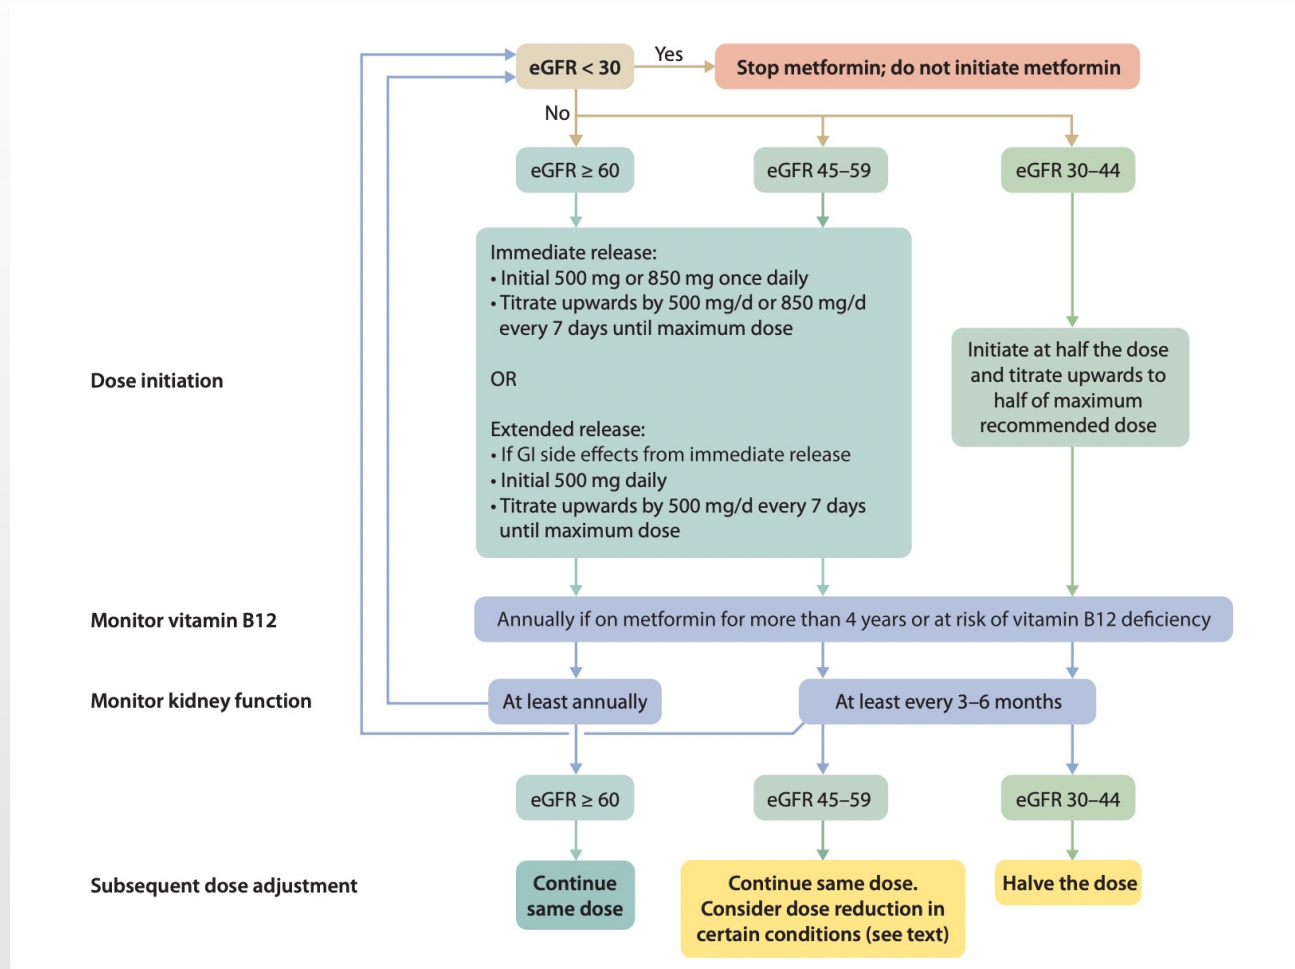 eGFR < 30
Yes
Stop metformin; do not initiate metformin
No
eGFR ≥ 60
eGFR 45–59
eGFR 30–44
Dose initiation
Immediate release:
• Initial 500 mg or 850 mg once daily
• Titrate upwards by 500 mg/d or 850 mg/d
every 7 days until maximum dose
OR
Extended release:
• If GI side effects from immediate release
• Initial 500 mg daily
• Titrate upwards by 500 mg/d every 7 days
until maximum dose
Initiate at half the dose
and titrate upwards to
half of maximum
recommended dose
Monitor vitamin B12
Annually if on metformin for more than 4 years or at risk of vitamin B12 deficiency
Monitor kidney function
At least annually
At least every 3–6 months
eGFR ≥ 60
eGFR 45–59
eGFR 30–44
Subsequent dose adjustment
Continue
same dose
Continue same dose.
Consider dose reduction in
certain conditions (see text)
Halve the dose